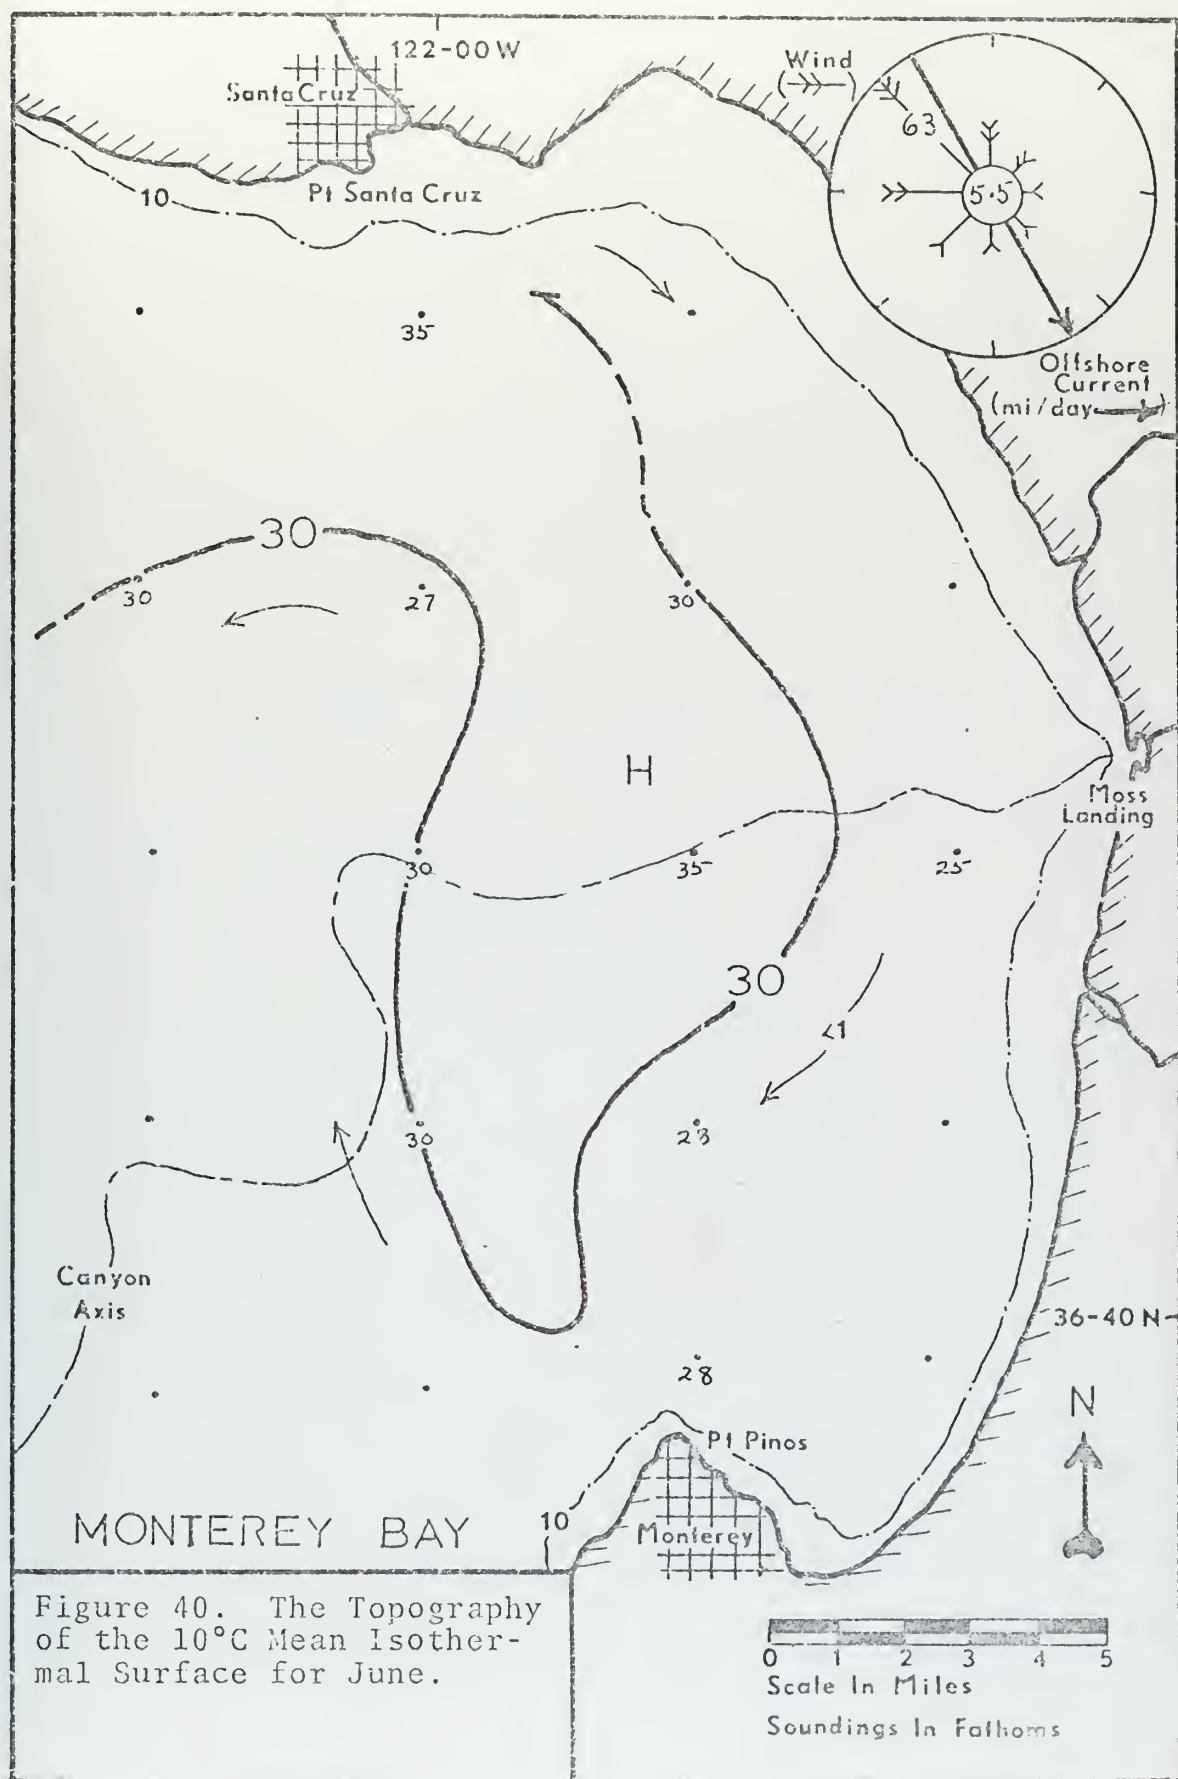 122-00 W
Wind
Santa Cruz
63
10
Pt Santa Cruz
5.5
35
Offshore
Current
(mi/day )
30
30
27
30
H
Moss
Landing
30
35
25
30
<1
30
23
Canyon
Axis
36-40 N
28
N
Pt Pinos
MONTEREY BAY
10
Monterey
Figure 40. The Topography
of the 10°C Mean Isother-
mal Surface for June.
0 1 2 3 4 5
Scale In Miles
Soundings In Fathoms